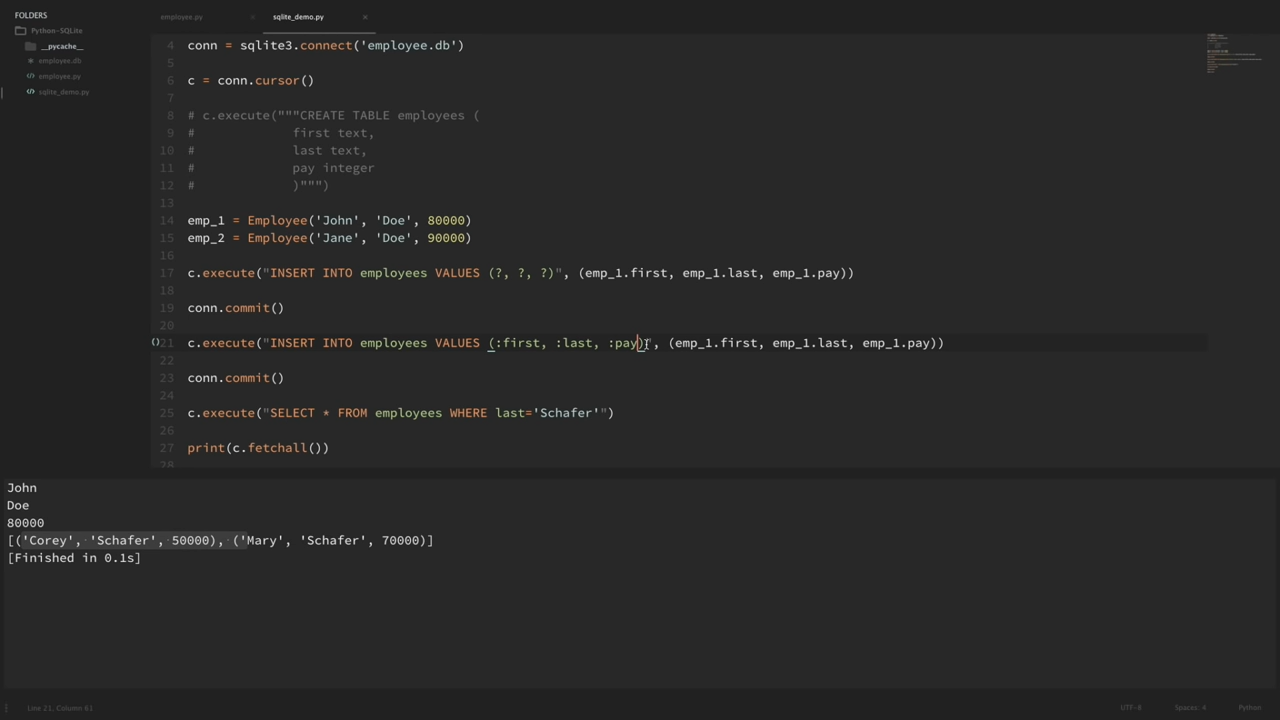 FOLDERS
Python-SQLite
__pycache__
employee.db
employee.py
sqlite_demo.py
employee.py × sqlite_demo.py ×
4 conn = sqlite3.connect('employee.db')
5
6 c = conn.cursor()
7
8 # c.execute("""CREATE TABLE employees (
9 #             first text,
10 #             last text,
11 #             pay integer
12 #             )""")
13
14 emp_1 = Employee('John', 'Doe', 80000)
15 emp_2 = Employee('Jane', 'Doe', 90000)
16
17 c.execute("INSERT INTO employees VALUES (?, ?, ?)", (emp_1.first, emp_1.last, emp_1.pay))
18
19 conn.commit()
20
21 c.execute("INSERT INTO employees VALUES (:first, :last, :pay)", (emp_1.first, emp_1.last, emp_1.pay))
22
23 conn.commit()
24
25 c.execute("SELECT * FROM employees WHERE last='Schafer'")
26
27 print(c.fetchall())
28
John
Doe
80000
[('Corey', 'Schafer', 50000), ('Mary', 'Schafer', 70000)]
[Finished in 0.1s]
Line 21, Column 61 UTF-8 Spaces: 4 Python